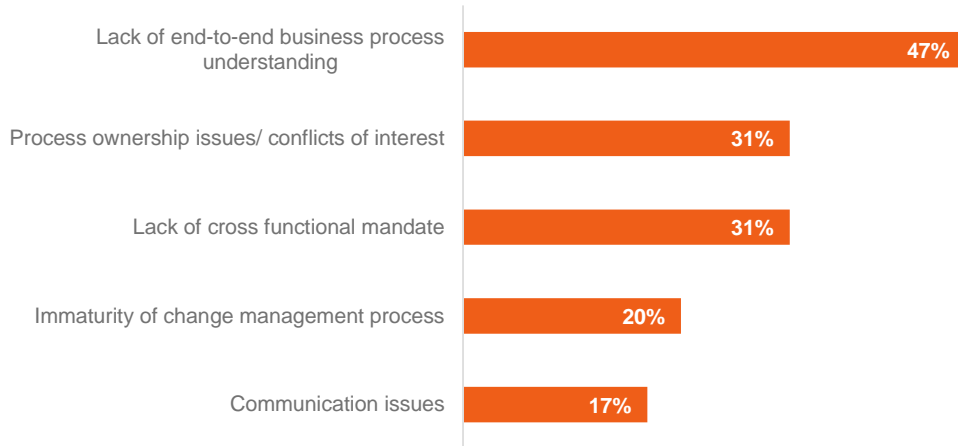 Lack of end-to-end business process
understanding
47%
Process ownership issues/ conflicts of interest
31%
Lack of cross functional mandate
31%
Immaturity of change management process
20%
Communication issues
17%